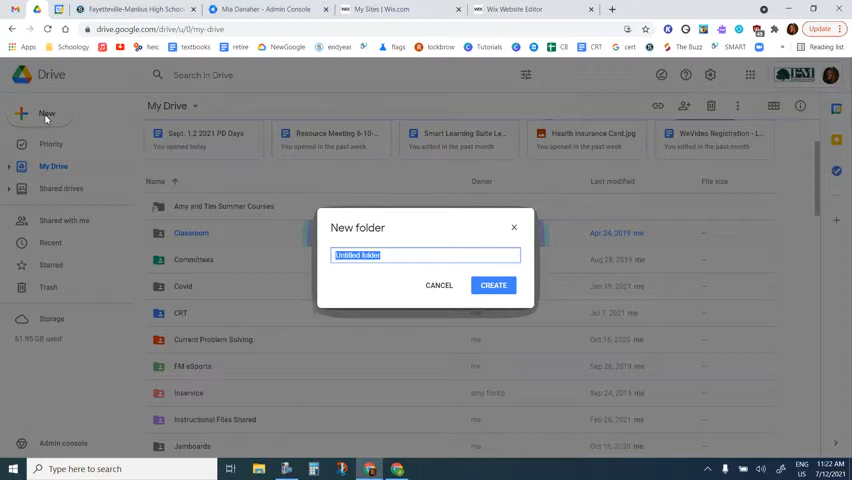 Fayetteville-Manlius High School
Mia Danaher - Admin Console
My Sites | Wix.com
Wix Website Editor
drive.google.com/drive/u/0/my-drive
Update
Apps
Schoology
heic
textbooks
retire
NewGoogle
endyear
flags
lockbrow
Tutorials
CB
CRT
cert
The Buzz
SMART
Reading list
Drive
Search in Drive
New
My Drive
Priority
My Drive
Shared drives
Shared with me
Recent
Starred
Trash
Storage
61.95 GB used
Admin console
Sept. 1,2 2021 PD Days
You opened today
Resource Meeting 6-10-...
You opened in the past week
Smart Learning Suite Le...
You edited in the past month
Health Insurance Card.jpg
You opened in the past week
WeVideo Registration - L...
You edited in the past month
Name
Owner
Last modified
File size
Amy and Tim Summer Courses
Classroom
Apr 24, 2019 me
Committees
Aug 28, 2019 me
Covid
Jan 19, 2021 me
CRT
Jul 7, 2021 me
Current Problem Solving
me
Oct 16, 2020 me
FM eSports
me
Sep 26, 2019 me
Inservice
amy fiorito
Sep 25, 2015 me
Instructional Files Shared
me
Feb 26, 2021 me
Jamboards
me
Oct 16, 2020 me
New folder
Untitled folder
CANCEL
CREATE
Type here to search
ENG
US
11:22 AM
7/12/2021